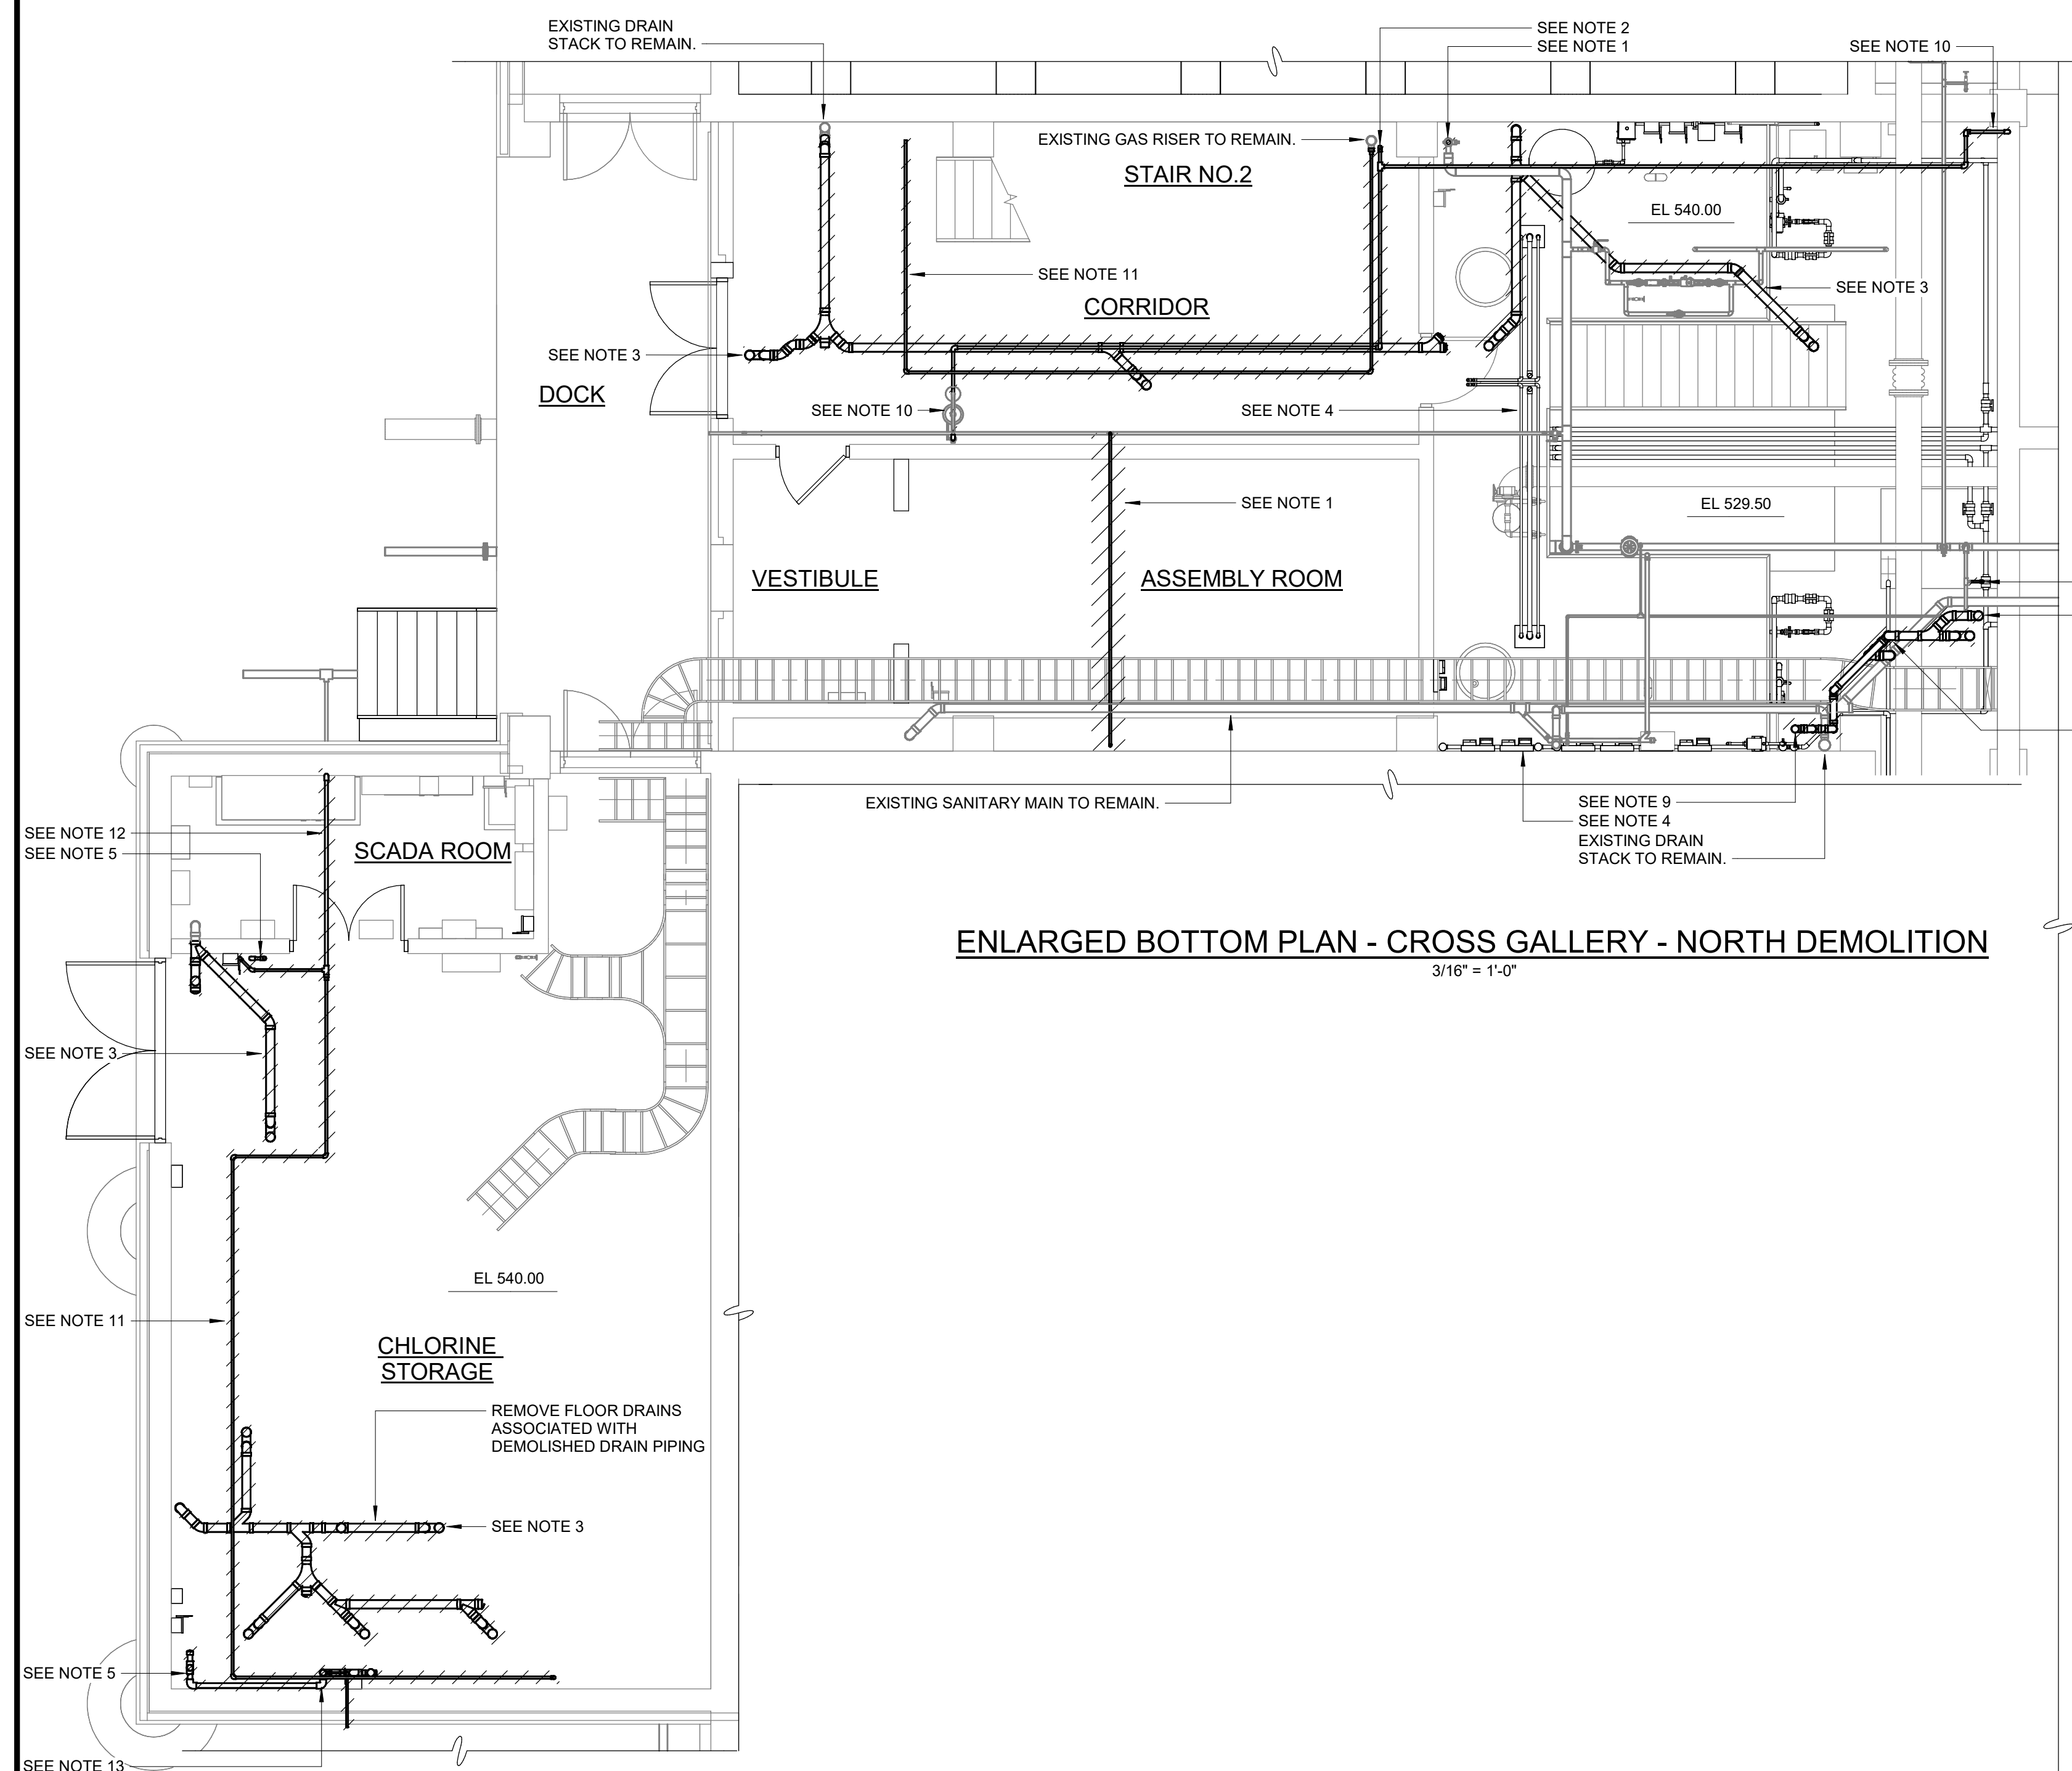 EXISTING DRAIN
STACK TO REMAIN.
SEE NOTE 2
SEE NOTE 1
SEE NOTE 10
EXISTING GAS RISER TO REMAIN.
STAIR NO.2
EL 540.00
SEE NOTE 11
SEE NOTE 3
CORRIDOR
SEE NOTE 3
DOCK
SEE NOTE 10
SEE NOTE 4
SEE NOTE 1
EL 529.50
VESTIBULE
ASSEMBLY ROOM
EXISTING SANITARY MAIN TO REMAIN.
SEE NOTE 9
SEE NOTE 4
EXISTING DRAIN
STACK TO REMAIN.
SEE NOTE 12
SEE NOTE 5
SCADA ROOM
ENLARGED BOTTOM PLAN - CROSS GALLERY - NORTH DEMOLITION
3/16" = 1'-0"
SEE NOTE 3
EL 540.00
SEE NOTE 11
CHLORINE
STORAGE
REMOVE FLOOR DRAINS
ASSOCIATED WITH
DEMOLISHED DRAIN PIPING
SEE NOTE 3
SEE NOTE 5
SEE NOTE 13